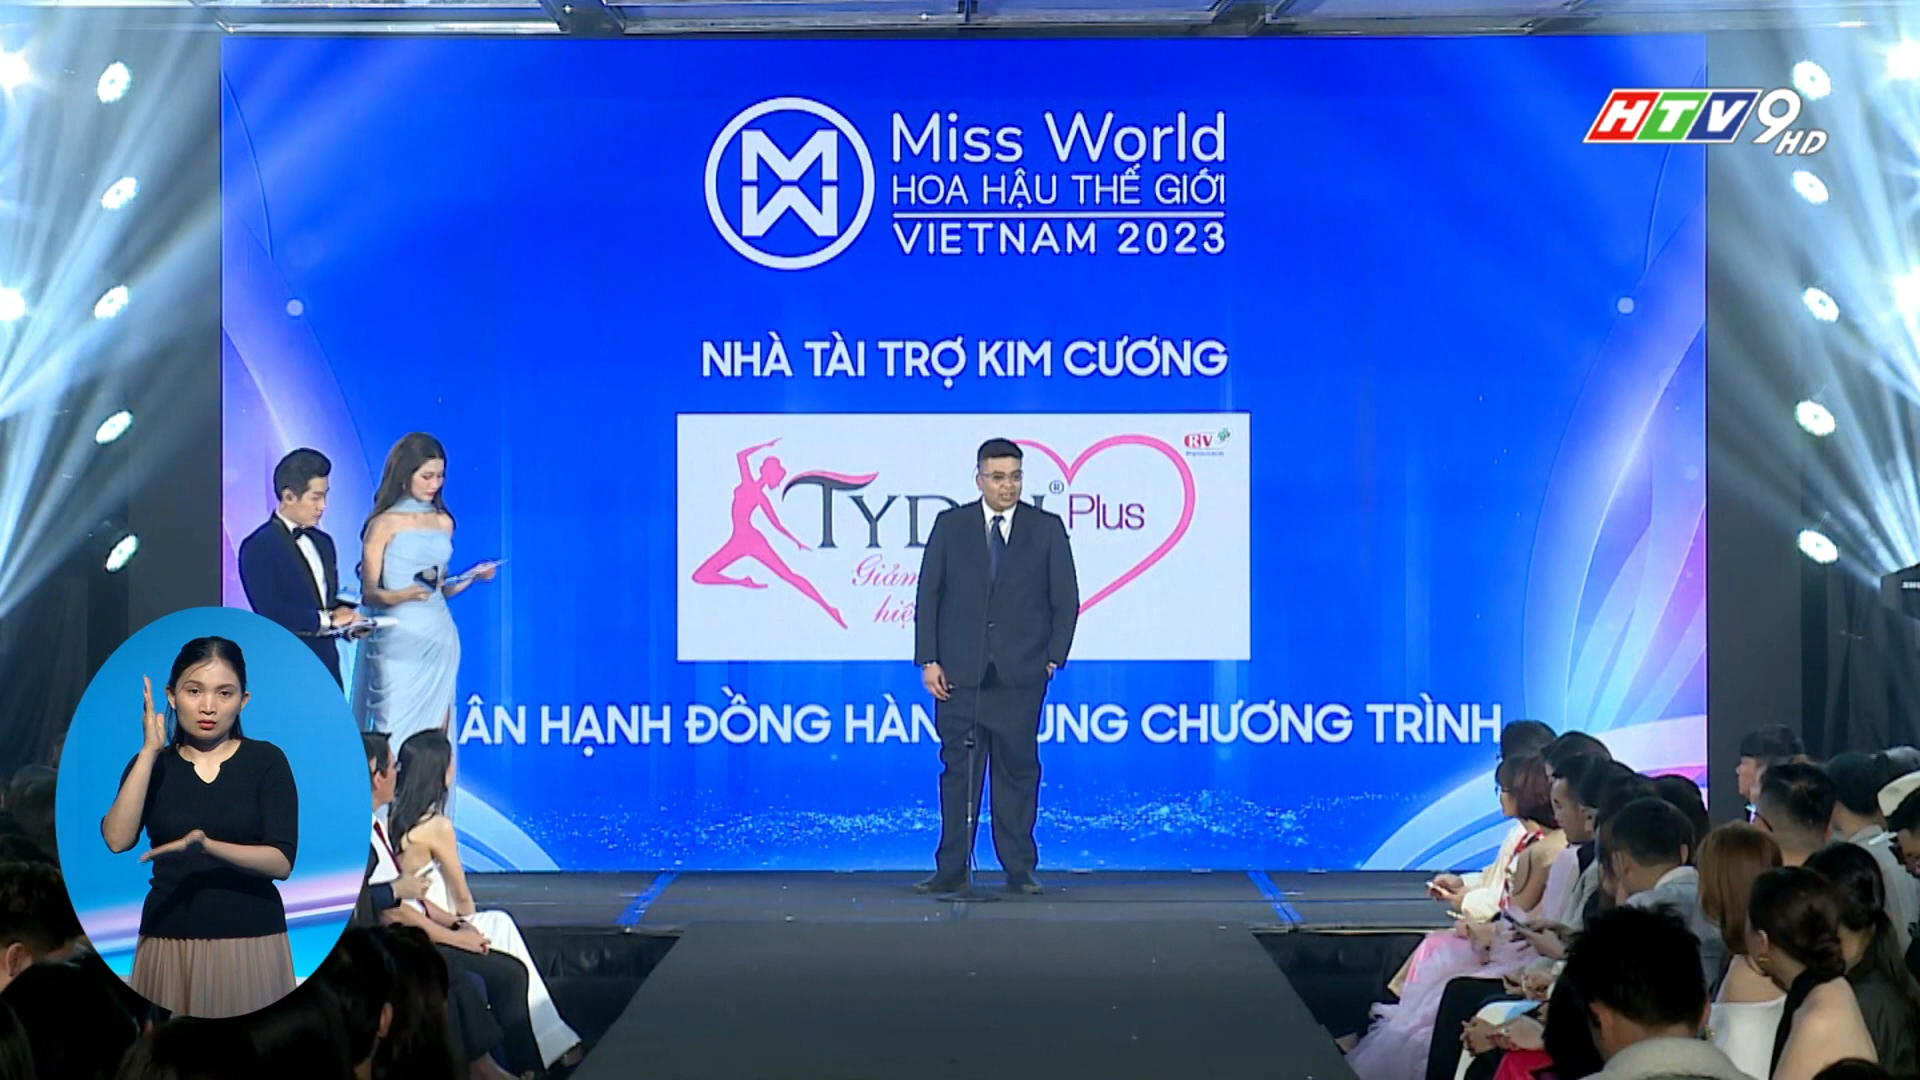 Miss World
HOA HẬU THẾ GIỚI
VIETNAM 2023
HTV9 HD
NHÀ TÀI TRỢ KIM CƯƠNG
RV
Plus
Giảm
ÂN HẠNH ĐỒNG HÀN UNG CHƯƠNG TRÌNH